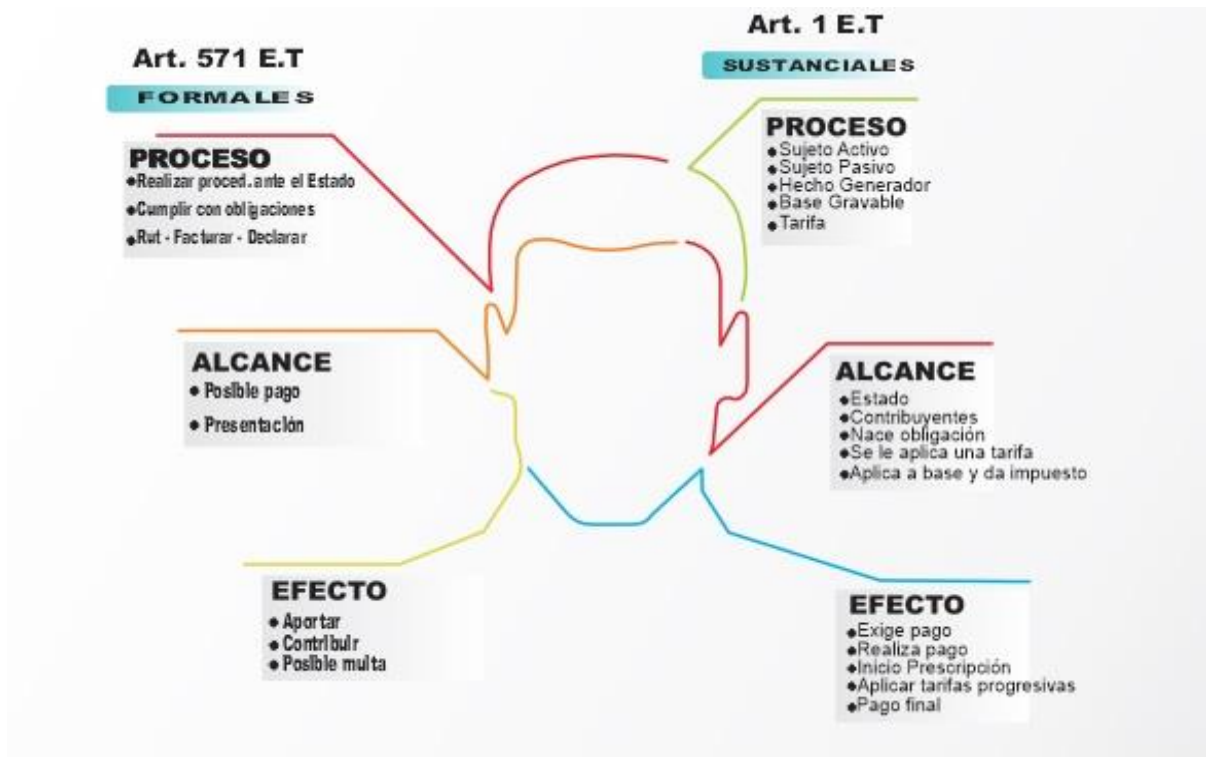 Art. 571 E.T
FORMALES
PROCESO
Realizar proced. ante el Estado
Cumplir con obligaciones
Rut - Facturar - Declarar
ALCANCE
Posible pago
Presentación
EFECTO
Aportar
Contribuir
Posible multa
Art. 1 E.T
SUSTANCIALES
PROCESO
Sujeto Activo
Sujeto Pasivo
Hecho Generador
Base Gravable
Tarifa
ALCANCE
Estado
Contribuyentes
Nace obligación
Se le aplica una tarifa
Aplica a base y da impuesto
EFECTO
Exige pago
Realiza pago
Inicio Prescripción
Aplicar tarifas progresivas
Pago final